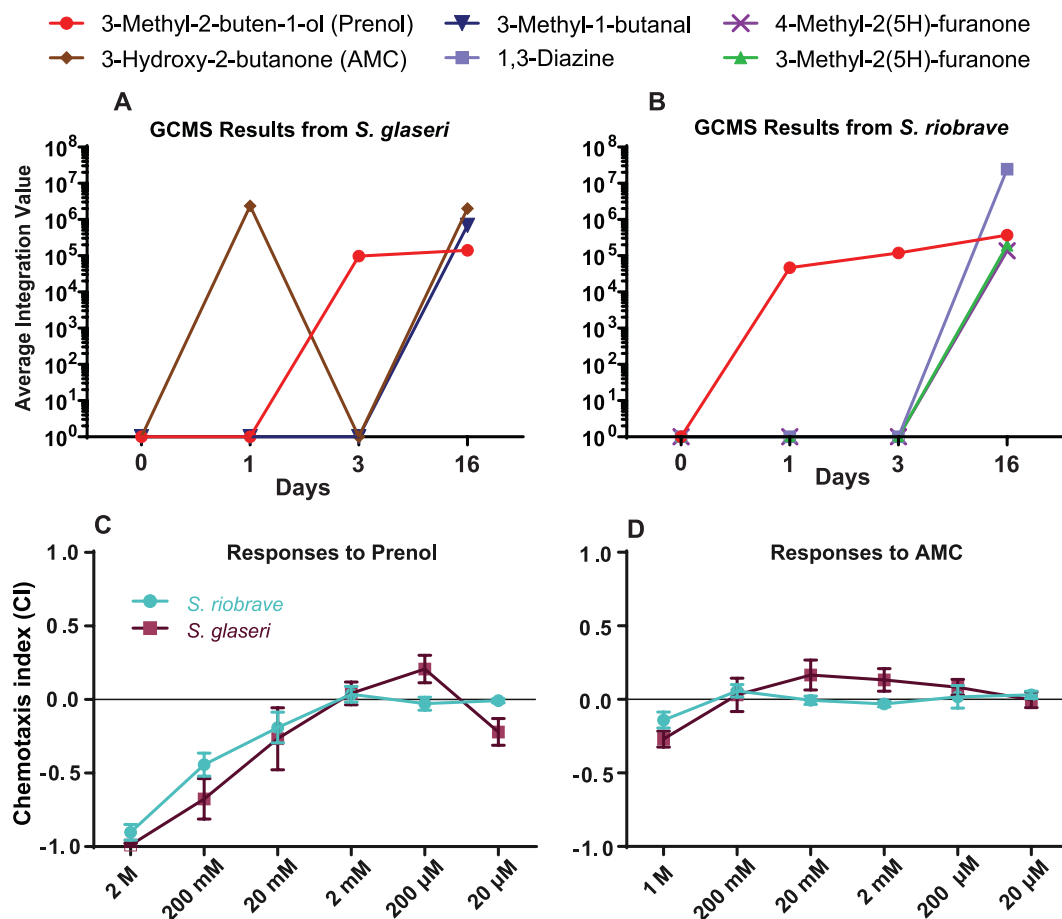 3-Methyl-2-buten-1-ol (Prenol)
3-Methyl-1-butanal
4-Methyl-2(5H)-furanone
3-Hydroxy-2-butanone (AMC)
1,3-Diazine
3-Methyl-2(5H)-furanone
A
GCMS Results from S. glaseri
Average Integration Value
10^8
10^7
10^6
10^5
10^4
10^2
10^1
10^0
0 1 3 16
Days
B
GCMS Results from S. riobrave
10^8
10^7
10^6
10^5
10^4
10^2
10^1
10^0
0 1 3 16
Days
C
Responses to Prenol
Chemotaxis index (CI)
1.0
0.5
0.0
-0.5
-1.0
S. riobrave
S. glaseri
2 M 200 mM 20 mM 2 mM 200 µM 20 µM
D
Responses to AMC
1.0
0.5
0.0
-0.5
-1.0
1 M 200 mM 20 mM 2 mM 200 µM 20 µM